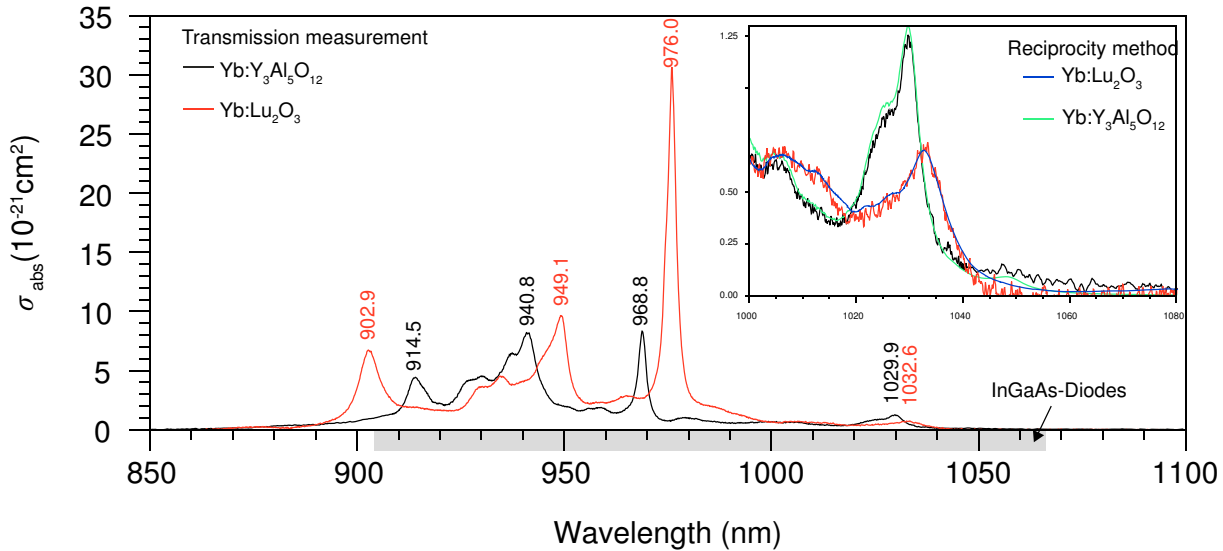 35
30
25
20
15
10
5
0
σ abs(10⁻²¹cm²)
Transmission measurement
Yb:Y₃Al₅O₁₂
Yb:Lu₂O₃
902.9
914.5
940.8
949.1
968.8
976.0
1029.9
1032.6
InGaAs-Diodes
1.25
0.50
0.25
0.00
Reciprocity method
Yb:Lu₂O₃
Yb:Y₃Al₅O₁₂
1000 1020 1040 1060 1080
850 900 950 1000 1050 1100
Wavelength (nm)